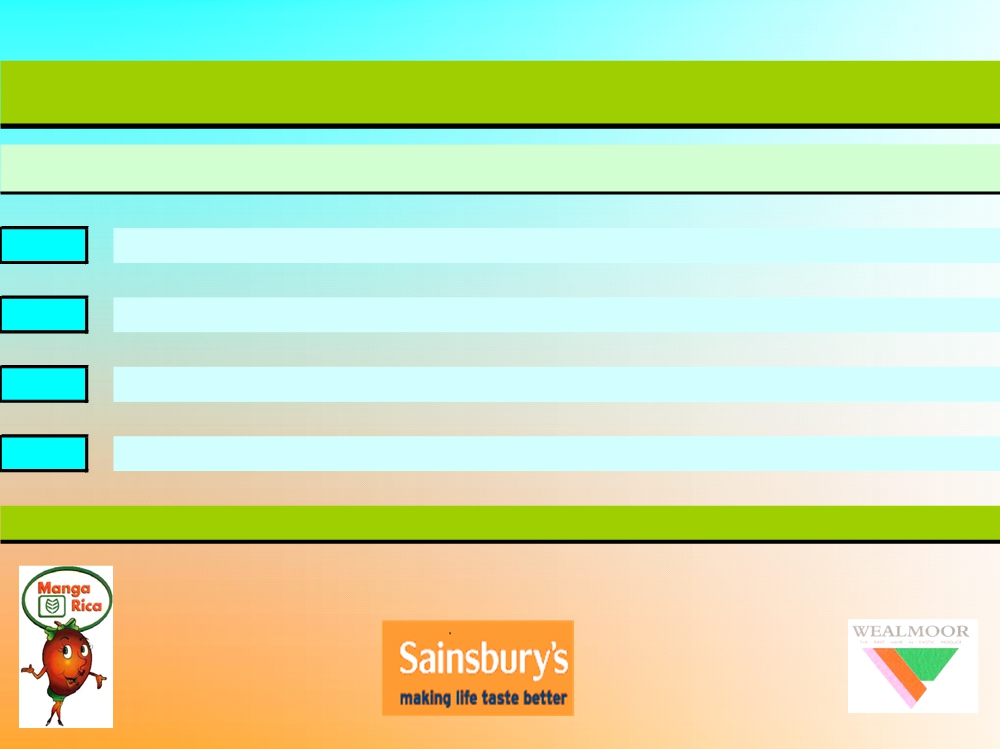 Manga
Rica
Sainsbury's
making life taste better
WEALMOOR